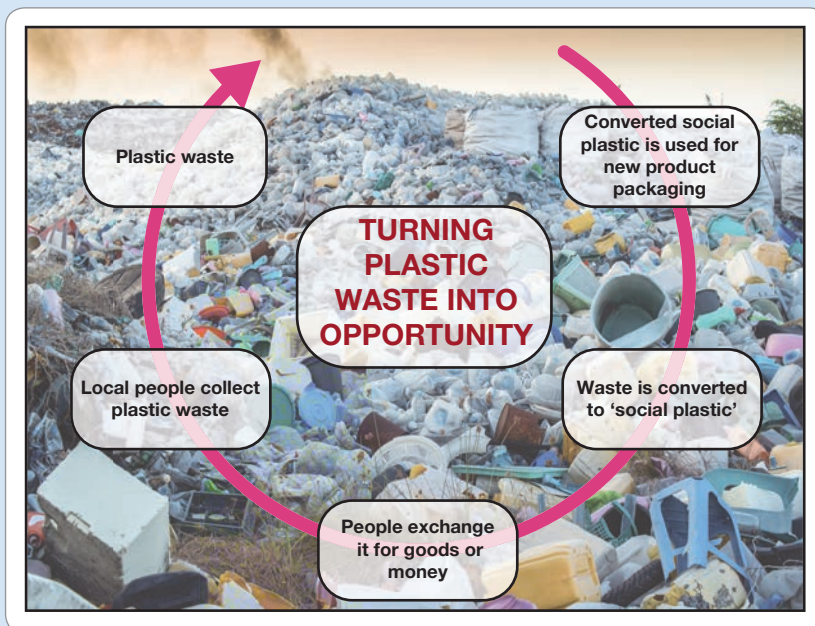 TURNING
PLASTIC
WASTE INTO
OPPORTUNITY
Plastic waste
Local people collect
plastic waste
People exchange
it for goods or
money
Waste is converted
to ‘social plastic’
Converted social
plastic is used for
new product
packaging